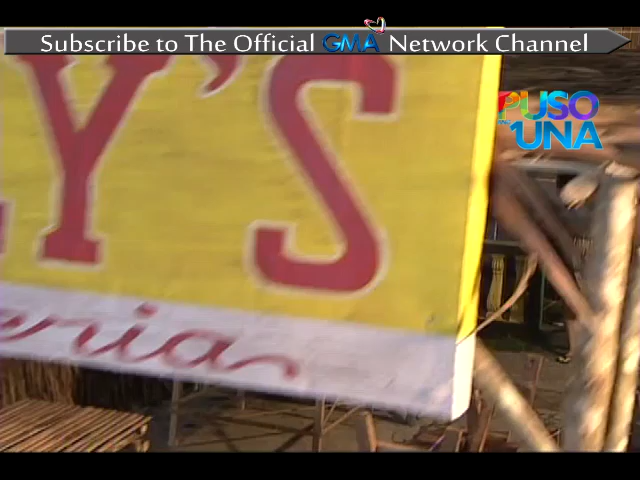 Subscribe to The Official GMA Network Channel
PUSO
UNA
Y'S
eria